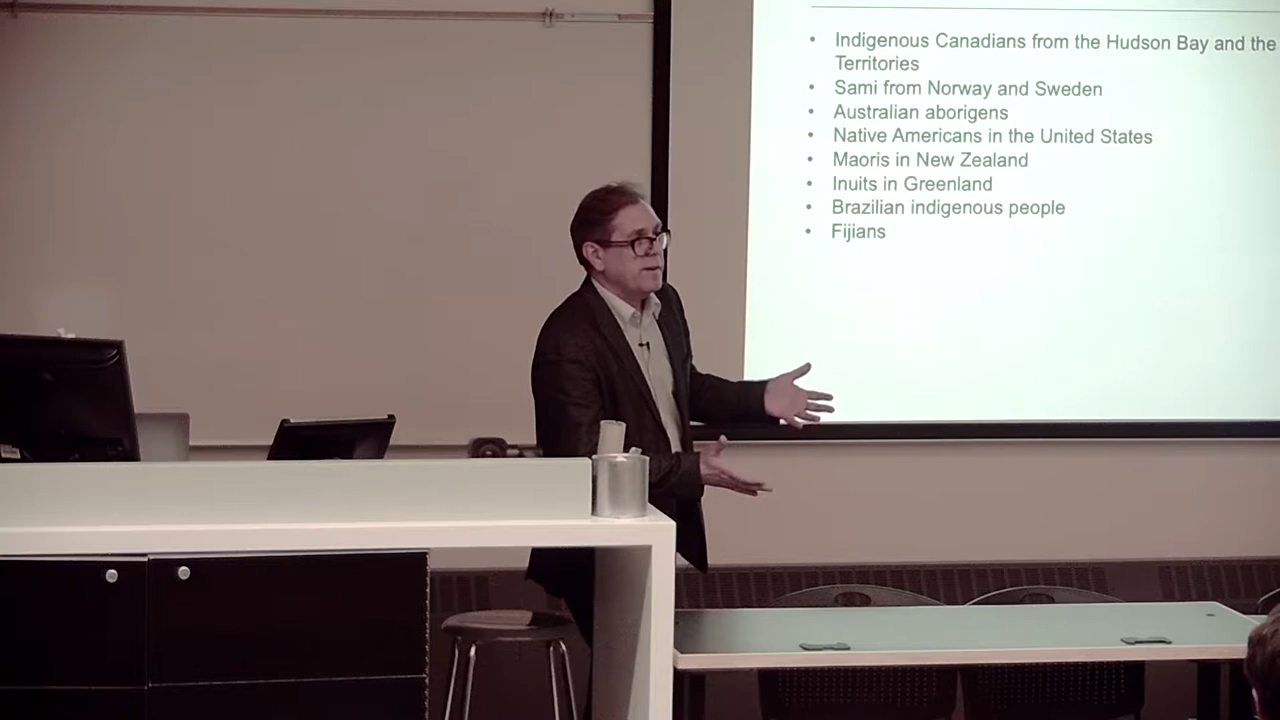 • Indigenous Canadians from the Hudson Bay and the
Territories
• Sami from Norway and Sweden
• Australian aborigens
• Native Americans in the United States
• Maoris in New Zealand
• Inuits in Greenland
• Brazilian indigenous people
• Fijians